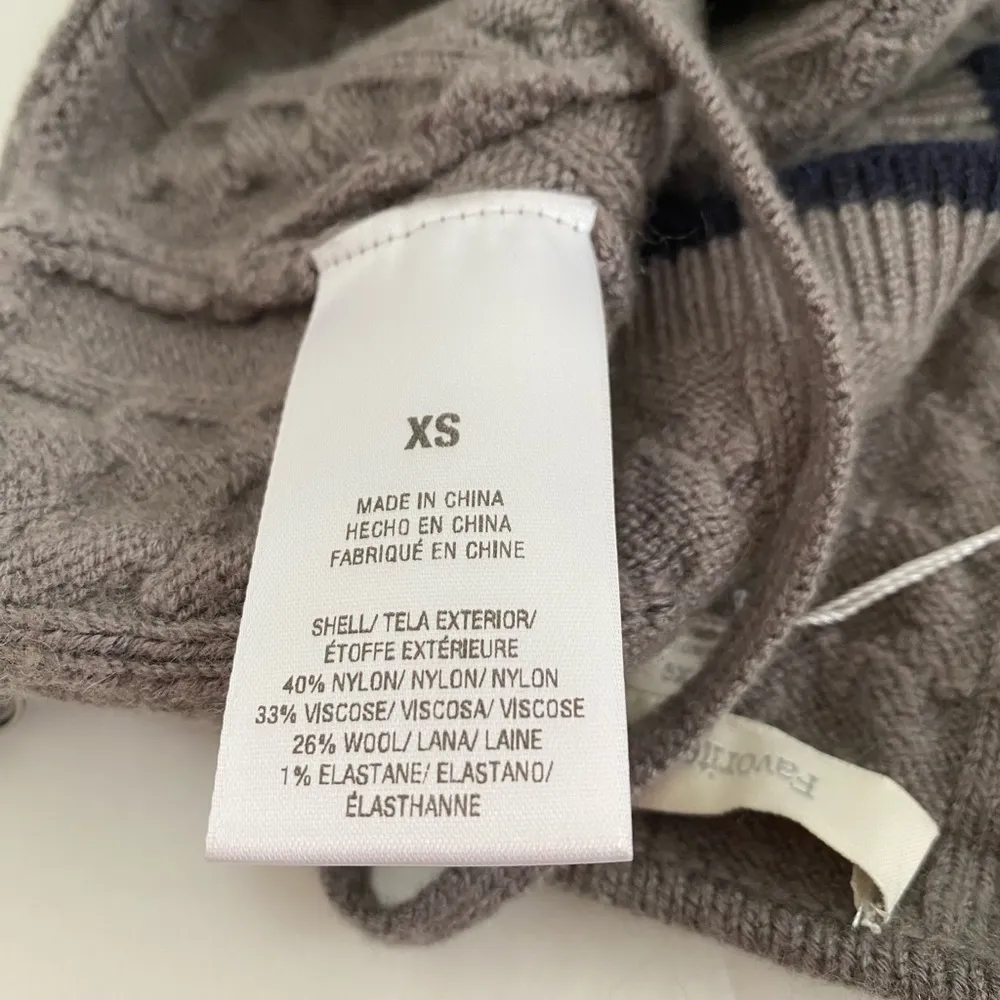 XS
MADE IN CHINA
HECHO EN CHINA
FABRIQUÉ EN CHINE
SHELL/ TELA EXTERIOR/
ÉTOFFE EXTÉRIEURE
40% NYLON/ NYLON/ NYLON
33% VISCOSE/ VISCOSA/ VISCOSE
26% WOOL/ LANA/ LAINE
1% ELASTANE/ ELASTANO/
ÉLASTHANNE